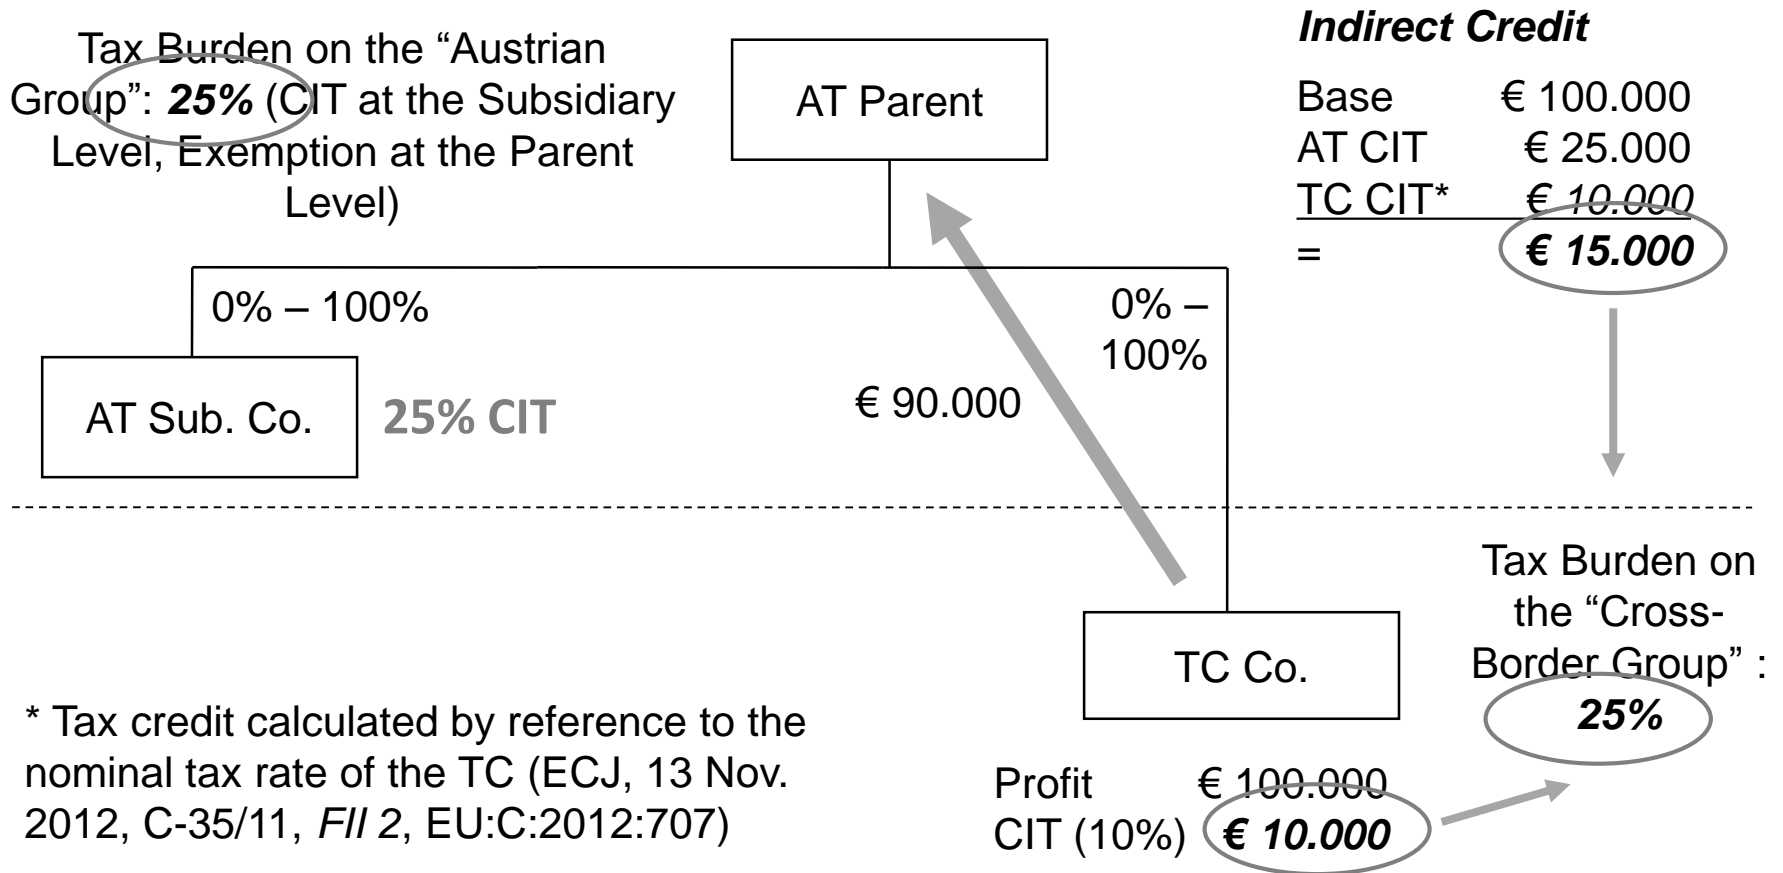 Tax Burden on the “Austrian
Group”: 25% (CIT at the Subsidiary
Level, Exemption at the Parent
Level)
AT Parent
Indirect Credit
Base € 100.000
AT CIT € 25.000
TC CIT* € 10.000
= € 15.000
0% – 100%
0% –
100%
AT Sub. Co.
25% CIT
€ 90.000
Tax Burden on
the “Cross-
Border Group” :
25%
TC Co.
* Tax credit calculated by reference to the
nominal tax rate of the TC (ECJ, 13 Nov.
2012, C-35/11, FII 2, EU:C:2012:707)
Profit € 100.000
CIT (10%) € 10.000